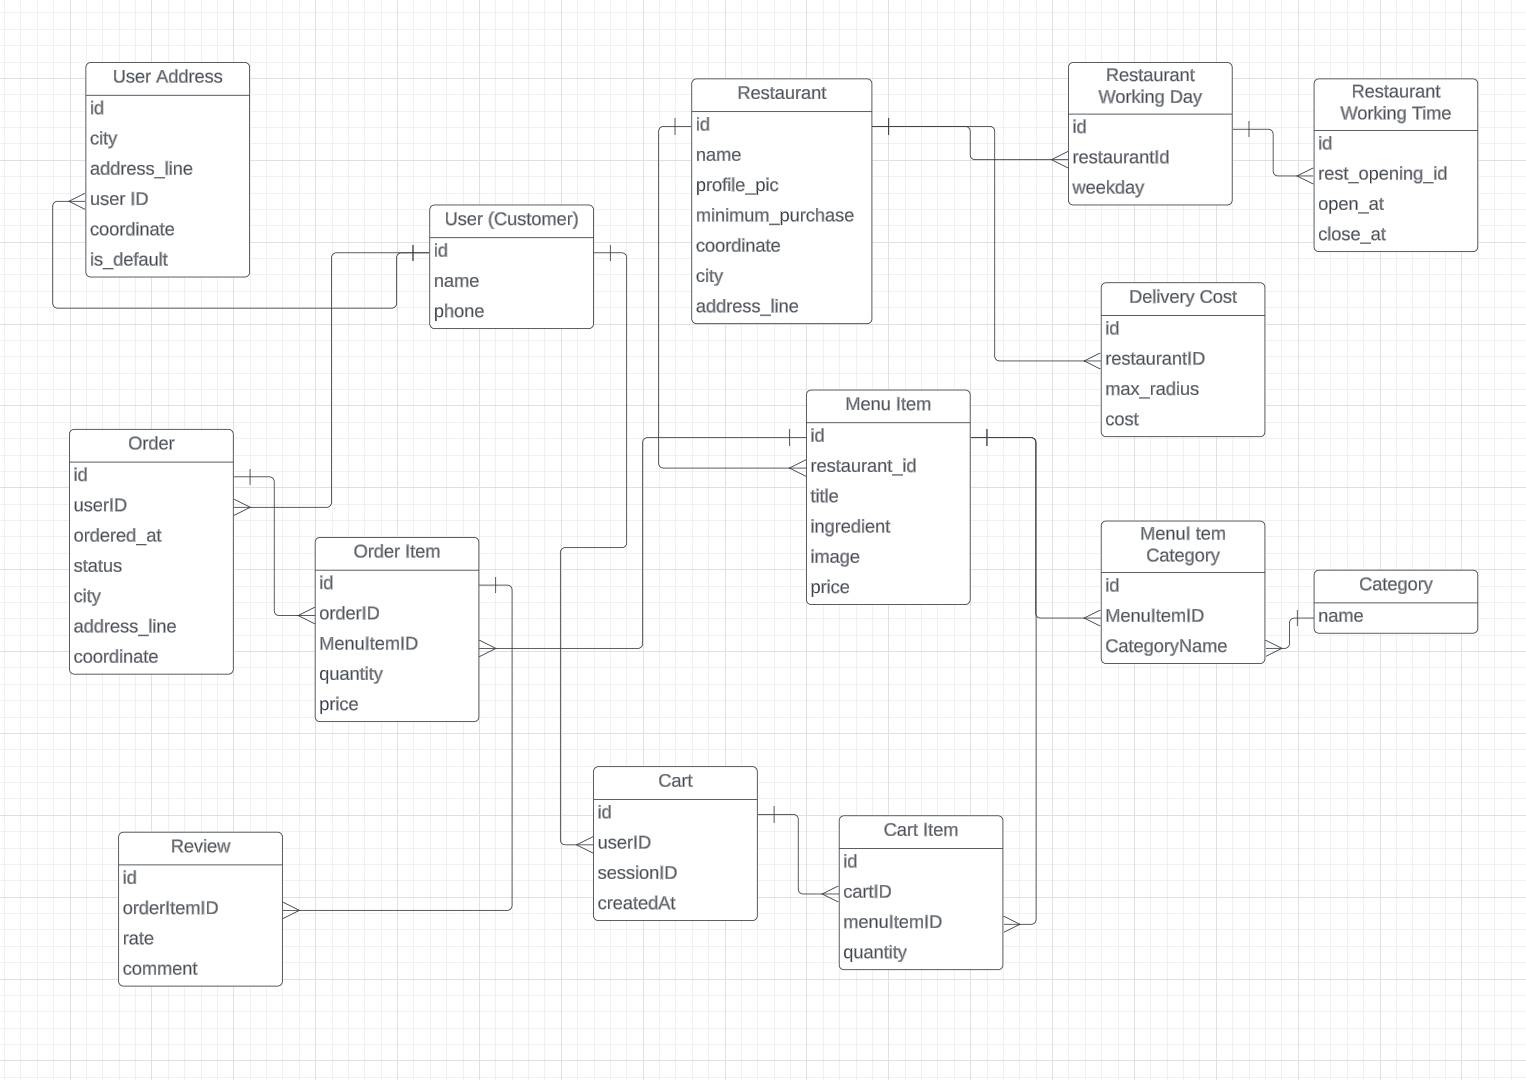 User Address
id
city
address_line
user ID
coordinate
is_default
User (Customer)
id
name
phone
Restaurant
id
name
profile_pic
minimum_purchase
coordinate
city
address_line
Restaurant
Working Day
id
restaurantId
weekday
Restaurant
Working Time
id
rest_opening_id
open_at
close_at
Delivery Cost
id
restaurantID
max_radius
cost
Order
id
userID
ordered_at
status
city
address_line
coordinate
Order Item
id
orderID
MenuItemID
quantity
price
Menu Item
id
restaurant_id
title
ingredient
image
price
MenuI tem
Category
id
MenuItemID
CategoryName
Category
name
Review
id
orderItemID
rate
comment
Cart
id
userID
sessionID
createdAt
Cart Item
id
cartID
menuItemID
quantity